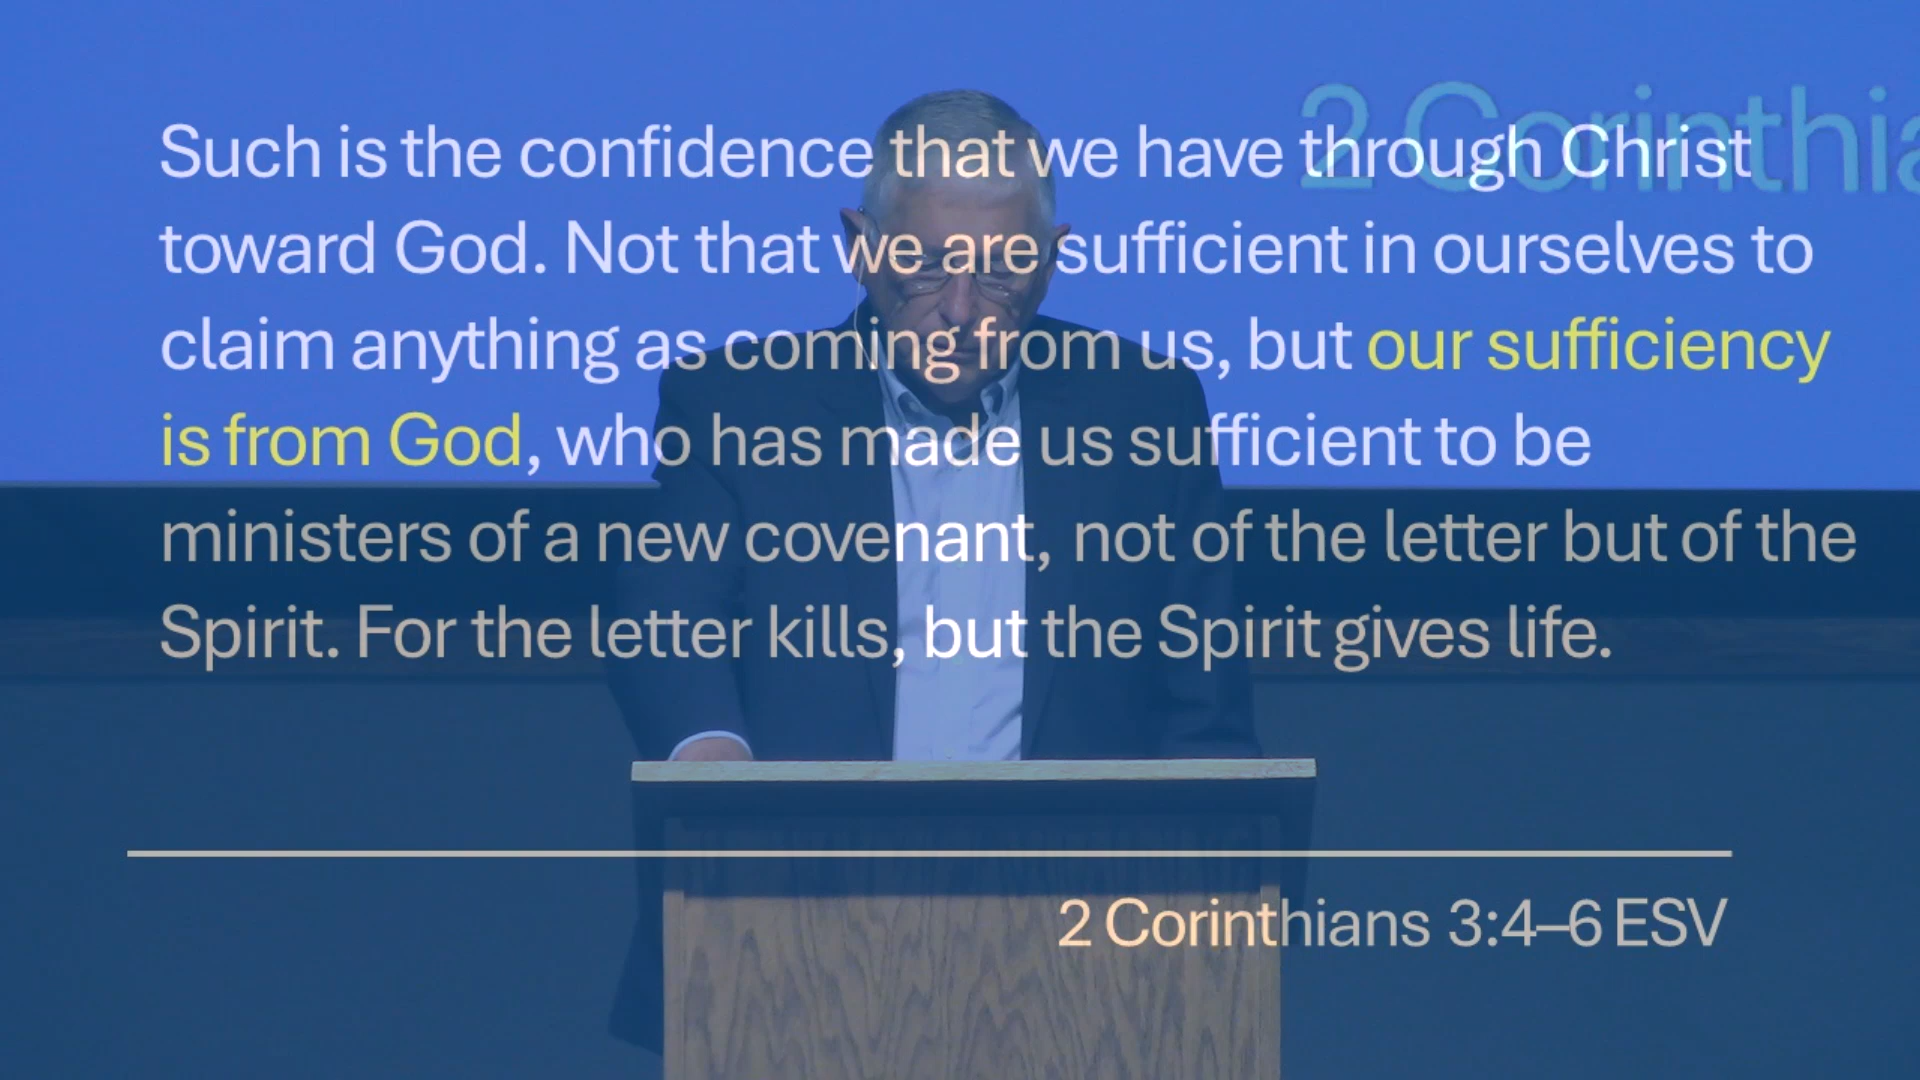 2 Corinthia
Such is the confidence that we have through Christ
toward God. Not that we are sufficient in ourselves to
claim anything as coming from us, but our sufficiency
is from God, who has made us sufficient to be
ministers of a new covenant, not of the letter but of the
Spirit. For the letter kills, but the Spirit gives life.
2 Corinthians 3:4–6 ESV